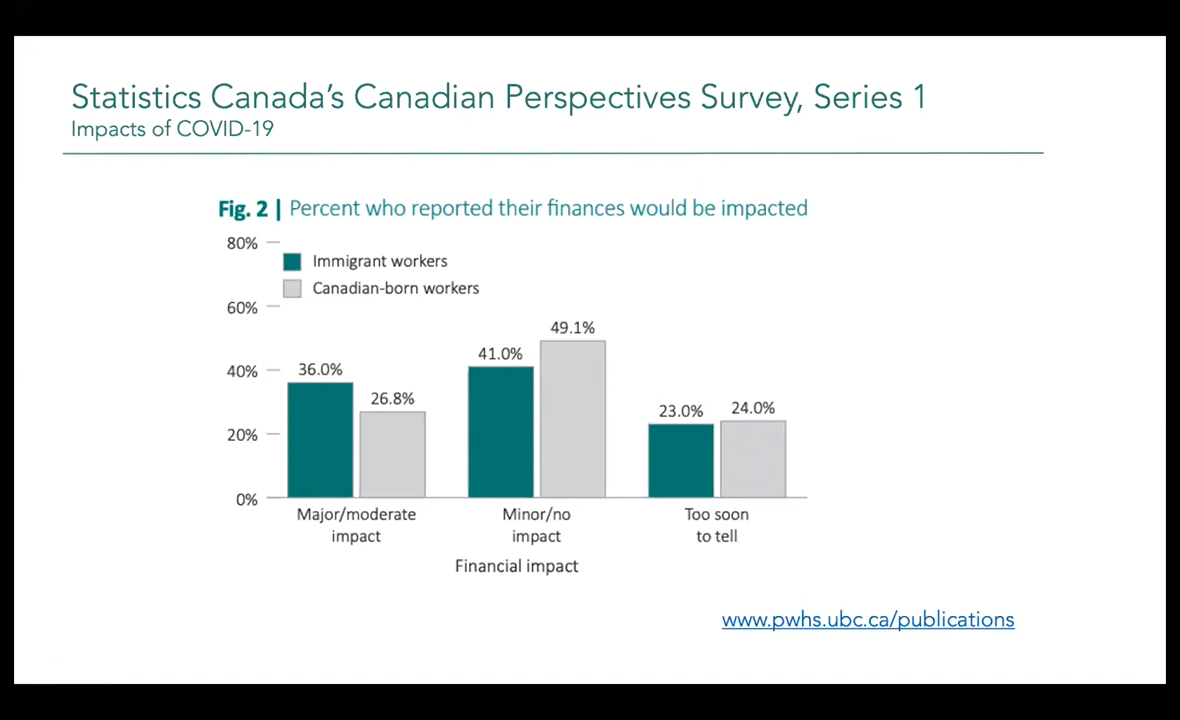 Statistics Canada's Canadian Perspectives Survey, Series 1
Impacts of COVID-19
Fig. 2 | Percent who reported their finances would be impacted
80%
Immigrant workers
Canadian-born workers
60%
49.1%
41.0%
40%
36.0%
26.8%
23.0%
24.0%
20%
0%
Major/moderate
impact
Minor/no
impact
Too soon
to tell
Financial impact
www.pwhs.ubc.ca/publications